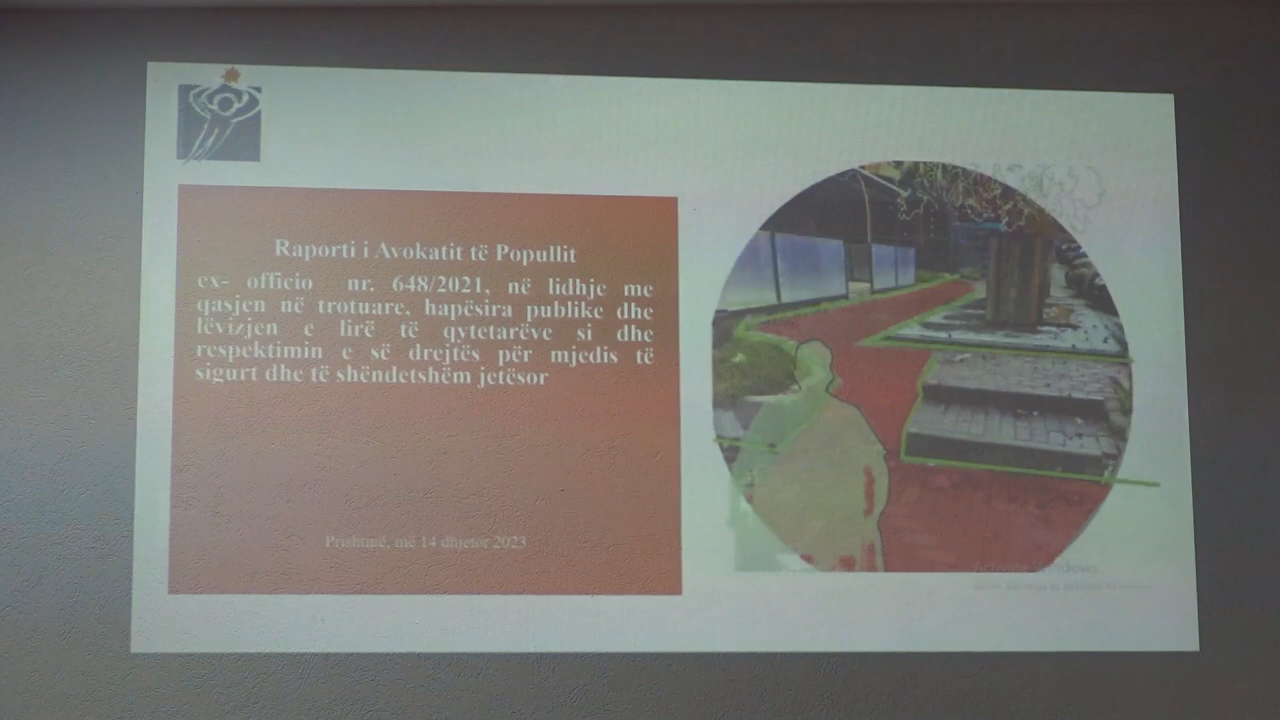 Raporti i Avokatit të Popullit
ex- officio nr. 648/2021, në lidhje me
qasjen në trotuare, hapësira publike dhe
lëvizjen e lirë të qytetarëve si dhe
respektimin e së drejtës për mjedis të
sigurt dhe të shëndetshëm jetësor
Prishtinë, më 14 dhjetor 2023
Activate Windows